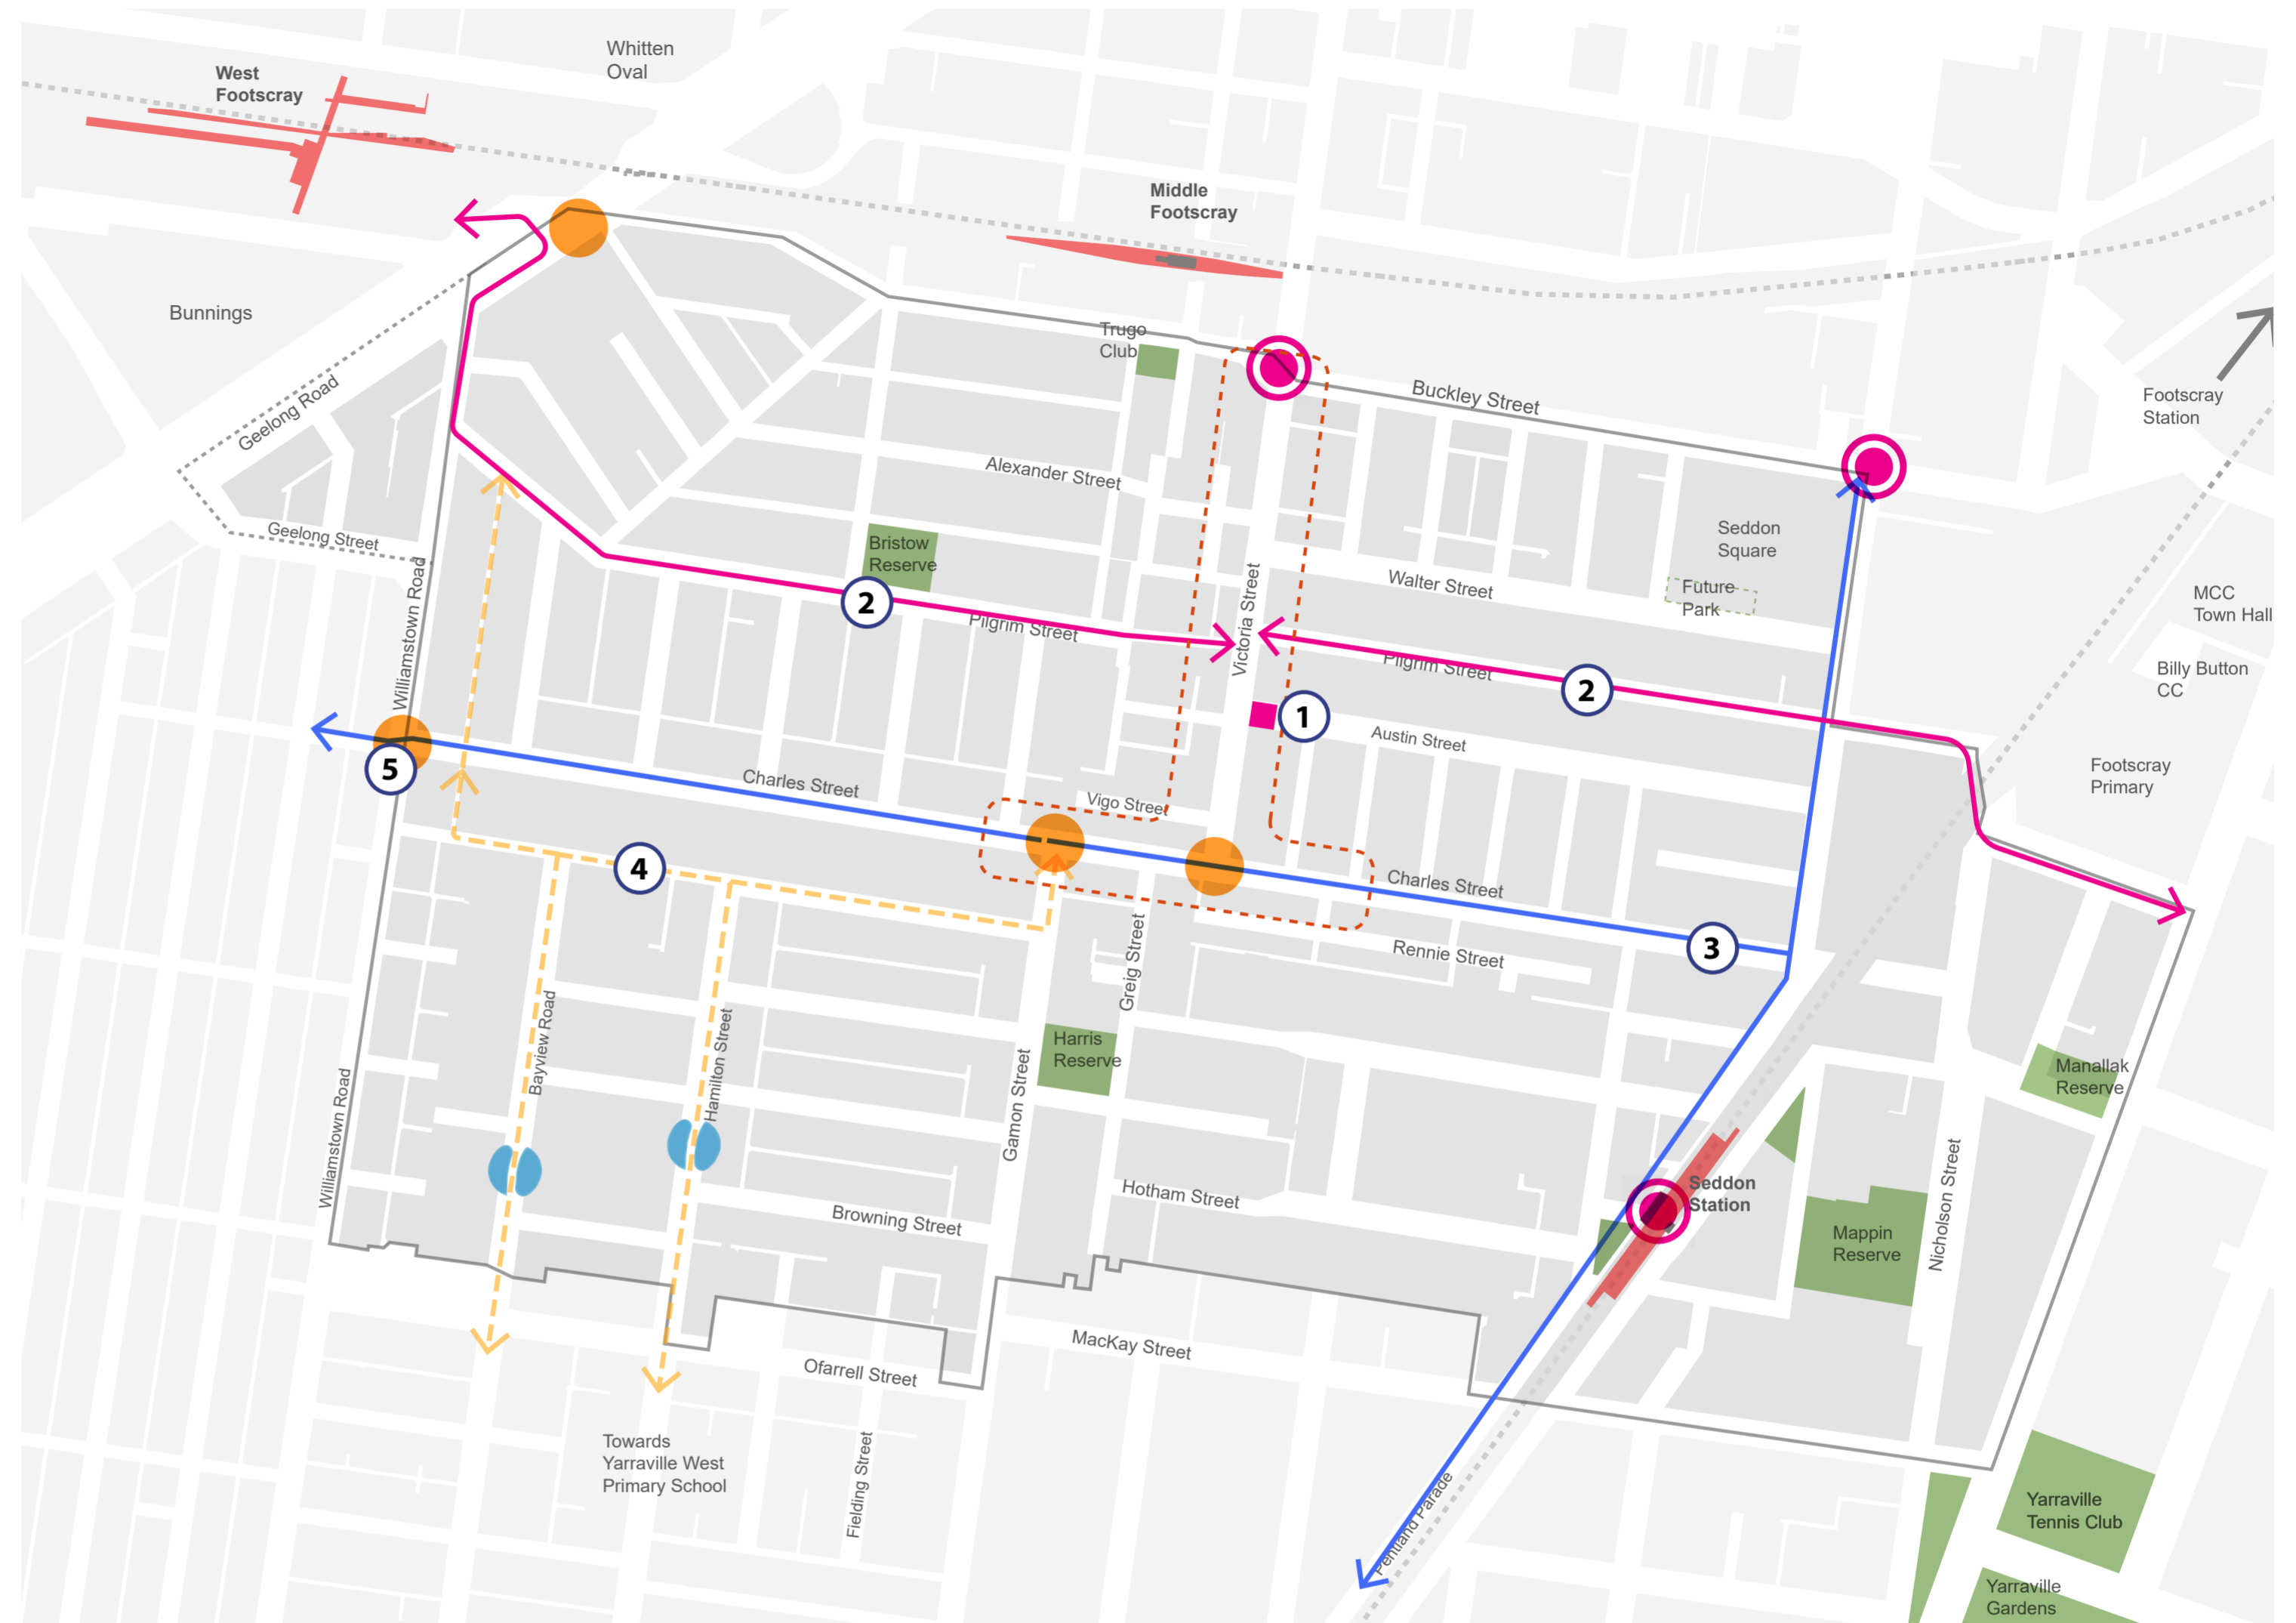 Whitten
Oval
West
Footscray
Middle
Footscray
Bunnings
Trugo
Club
Geelong Road
Buckley Street
Footscray
Station
Alexander Street
Geelong Street
Bristow
Reserve
Seddon
Square
Walter Street
Future
Park
MCC
Town Hall
Williamstown Road
2
Pilgrim Street
Victoria Street
Pilgrim Street
2
Billy Button
CC
1
Austin Street
5
Charles Street
Vigo Street
Footscray
Primary
4
Charles Street
3
Rennie Street
Greig Street
Bayview Road
Hamilton Street
Gamon Street
Harris
Reserve
Manallak
Reserve
Williamstown Road
Browning Street
Hotham Street
Seddon
Station
Mappin
Reserve
Nicholson Street
MacKay Street
Ofarrell Street
Towards
Yarraville West
Primary School
Fielding Street
Pentland Parade
Yarraville
Tennis Club
Yarraville
Gardens